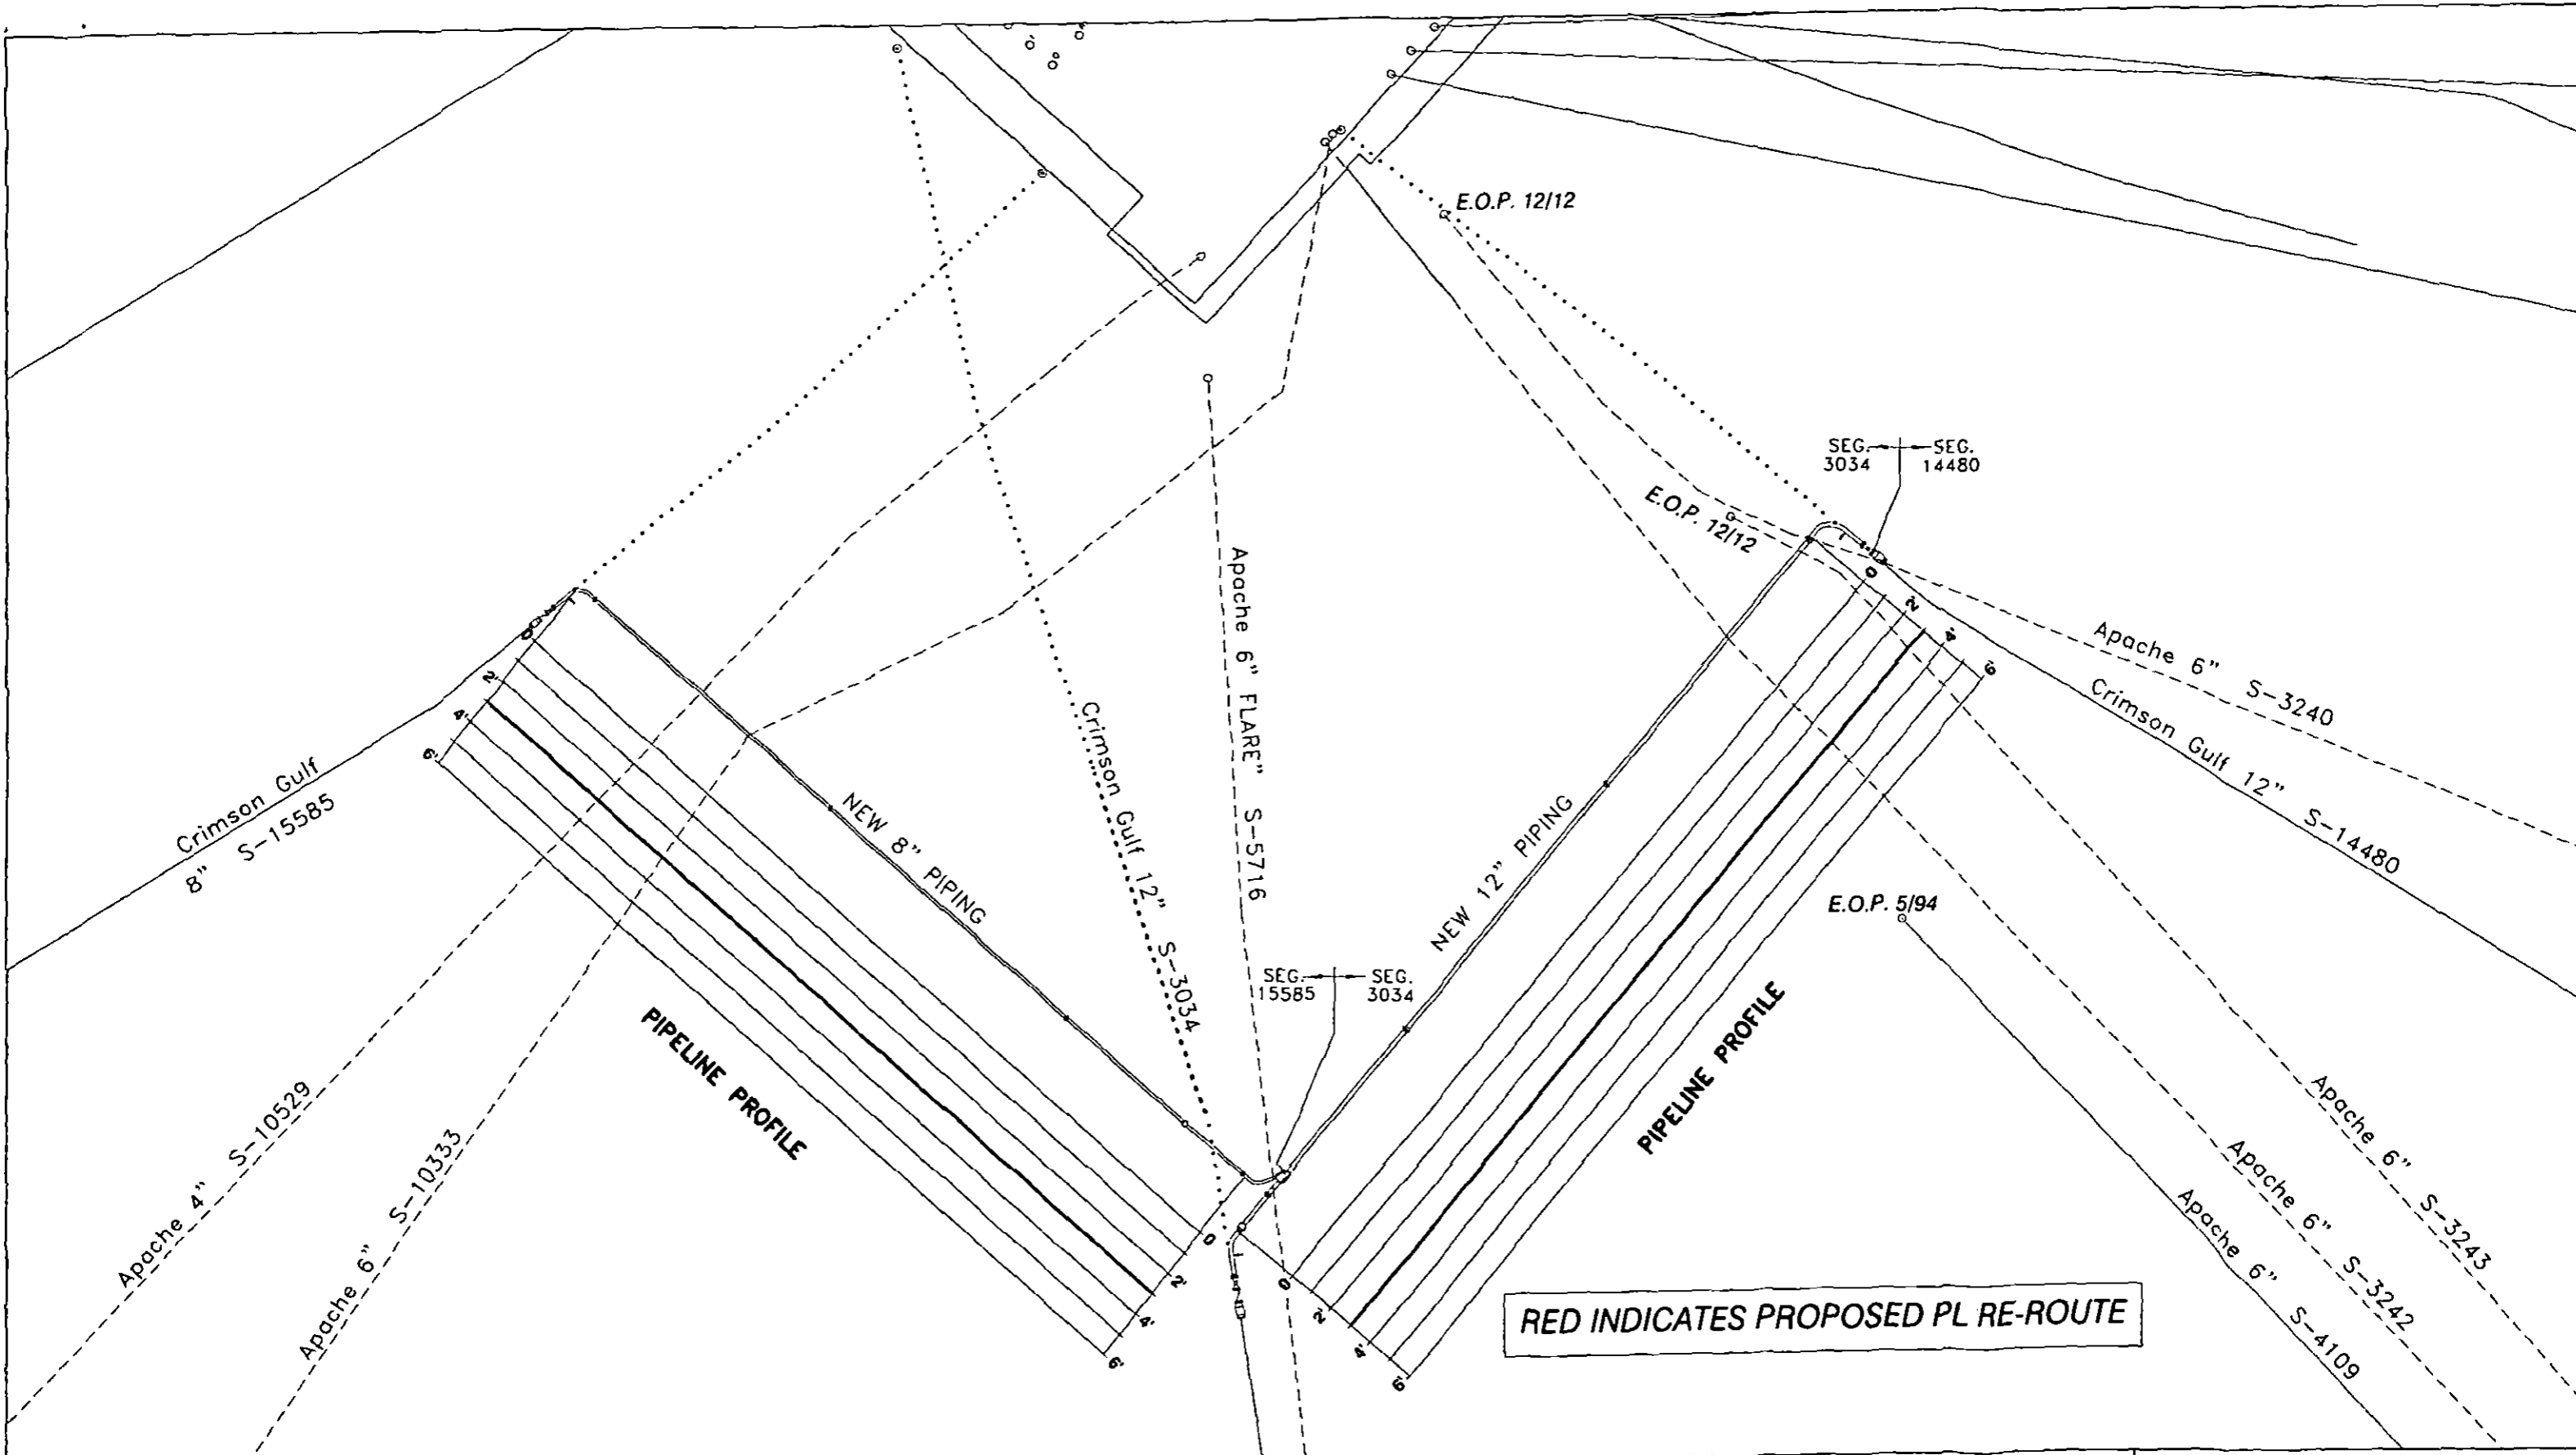 E.O.P. 12/12
SEG. SEG.
3034 14480
E.O.P. 12/12
0
2'
4'
6'
Apache 6" S-3240
Crimson Gulf 12" S-14480
Apache 6" FLARE" S-5716
Crimson Gulf 12" S-3034
0
2'
4'
6'
Crimson Gulf
8" S-15585
NEW 8" PIPING
NEW 12" PIPING
E.O.P. 5/94
SEG. SEG.
15585 3034
PIPELINE PROFILE
PIPELINE PROFILE
Apache 4" S-10529
Apache 6" S-10333
Apache 6" S-3243
Apache 6" S-3242
Apache 6" S-4109
0
2'
4'
6'
0
2'
4'
6'
RED INDICATES PROPOSED PL RE-ROUTE